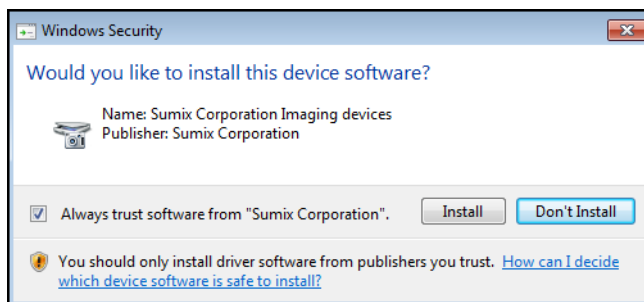 Windows Security
Would you like to install this device software?
Name: Sumix Corporation Imaging devices
Publisher: Sumix Corporation
Always trust software from "Sumix Corporation".
Install
Don't Install
You should only install driver software from publishers you trust. How can I decide
which device software is safe to install?